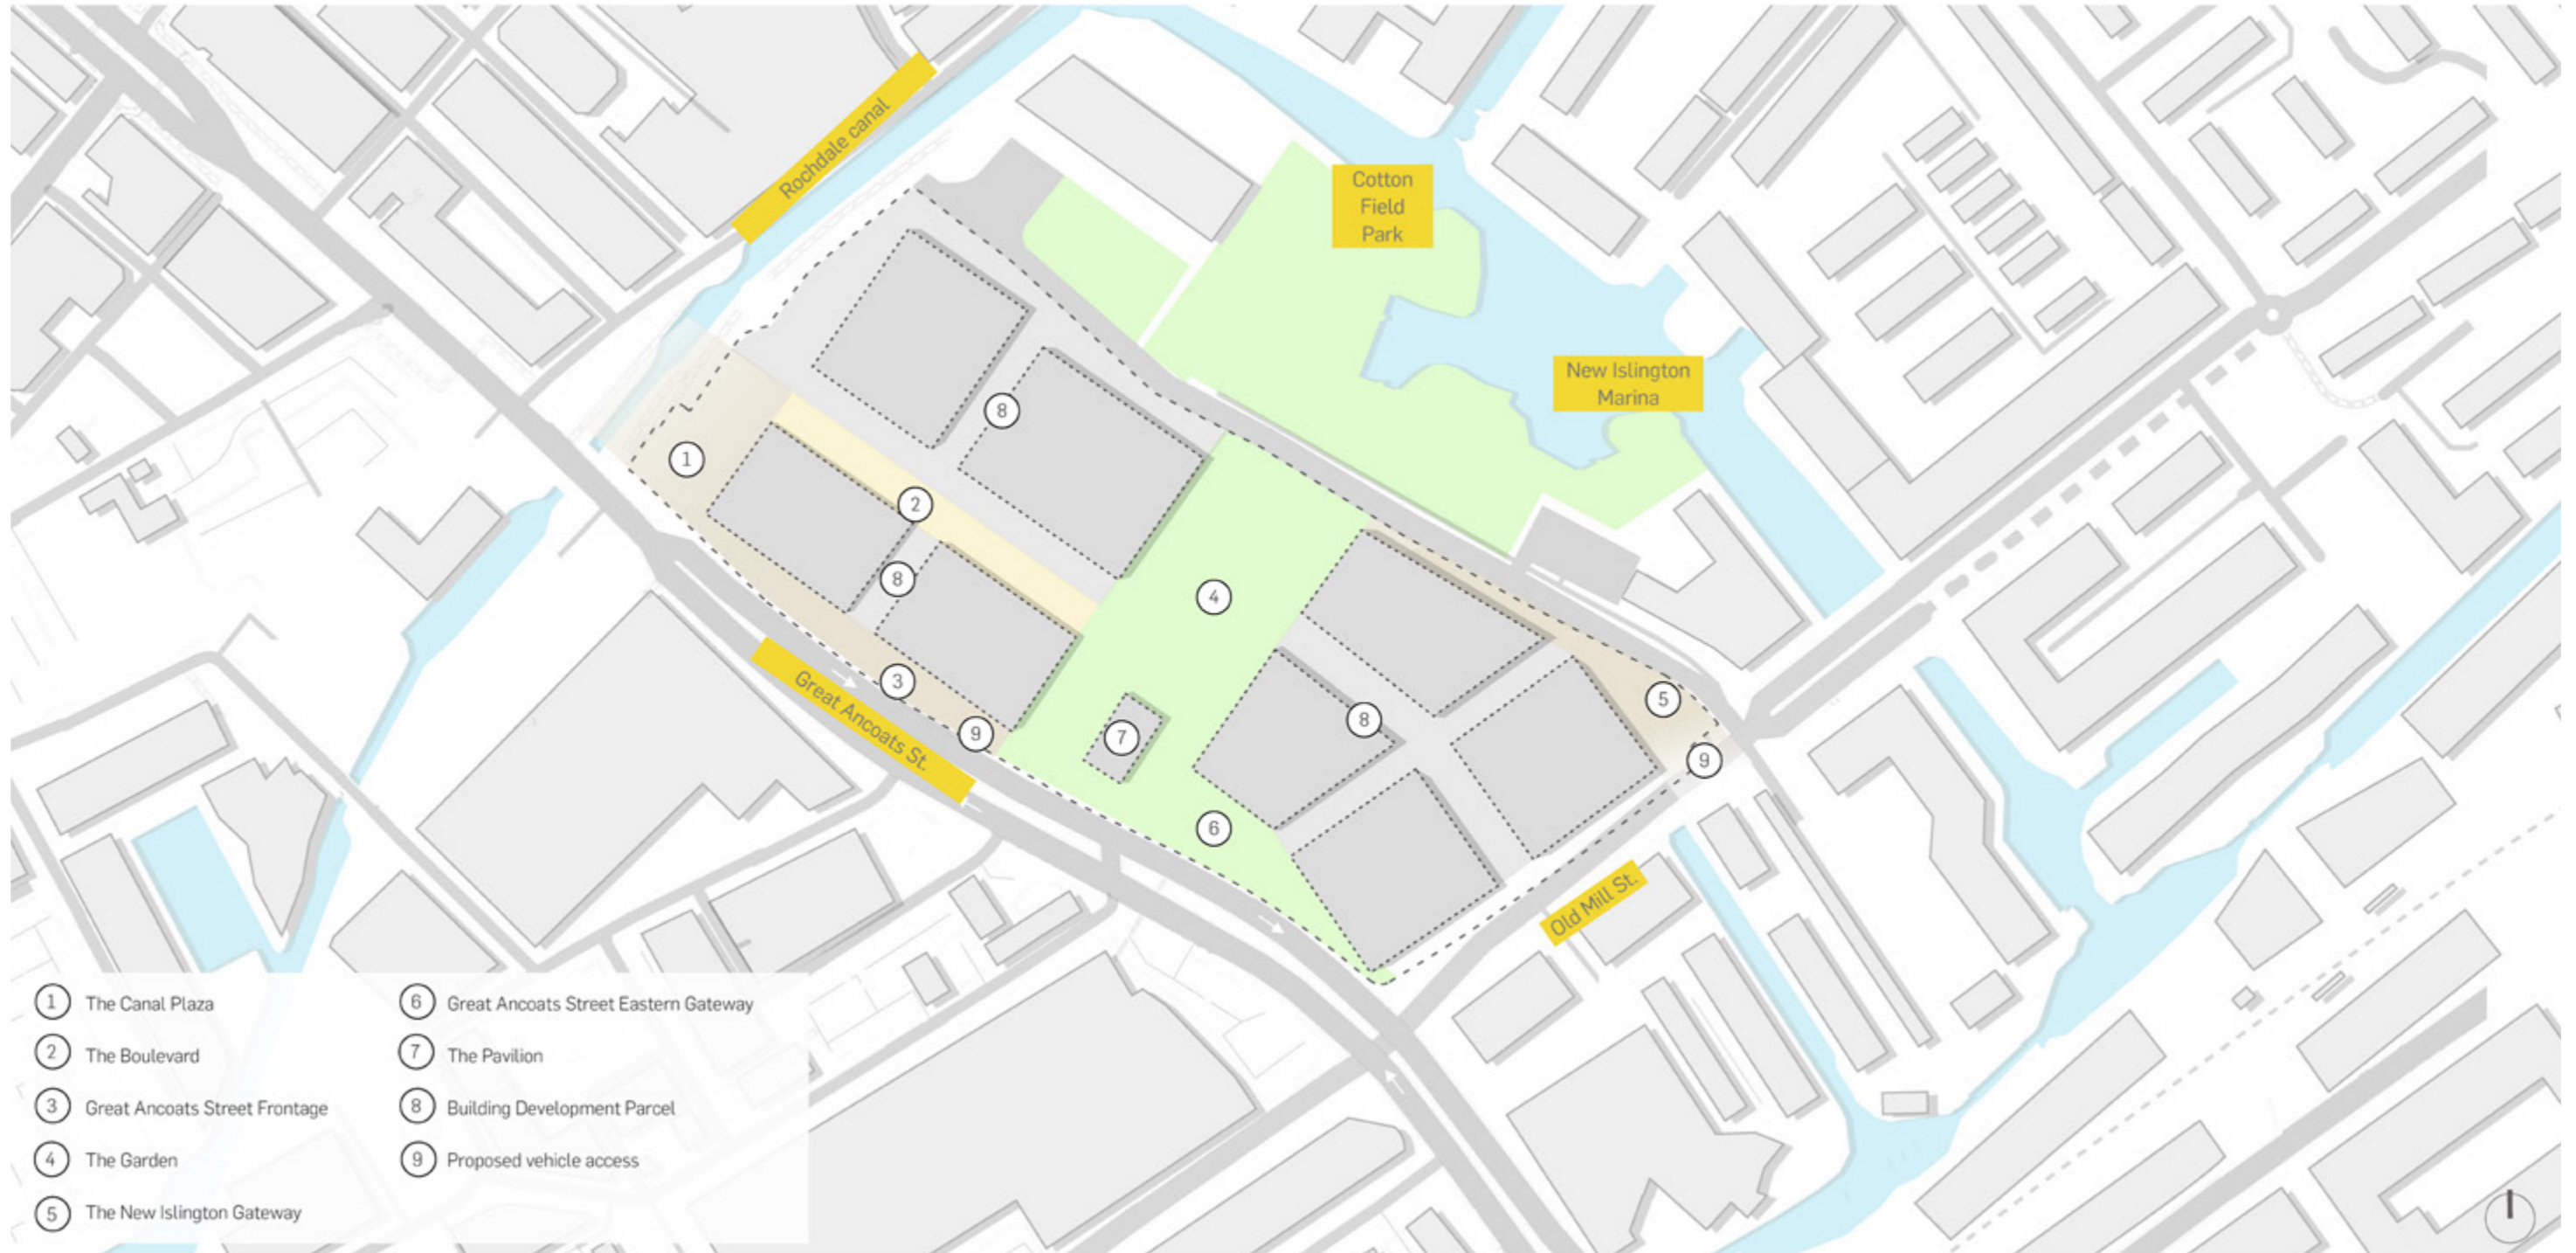 Rochdale canal
Cotton
Field
Park
New Islington
Marina
1
8
2
8
4
3
9
7
6
8
5
9
Great Ancoats St.
Old Mill St.
1 The Canal Plaza
2 The Boulevard
3 Great Ancoats Street Frontage
4 The Garden
5 The New Islington Gateway
6 Great Ancoats Street Eastern Gateway
7 The Pavilion
8 Building Development Parcel
9 Proposed vehicle access